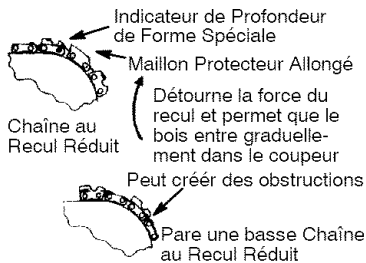 Indicateur de Profondeur
de Forme Spéciale
Maillon Protecteur Allongé
Chaîne au
Recul Réduit
Détourne la force du
recul et permet que le
bois entre graduelle-
ment dans le coupeur
Peut créér des obstructions
Pare une basse Chaîne
au Recul Réduit